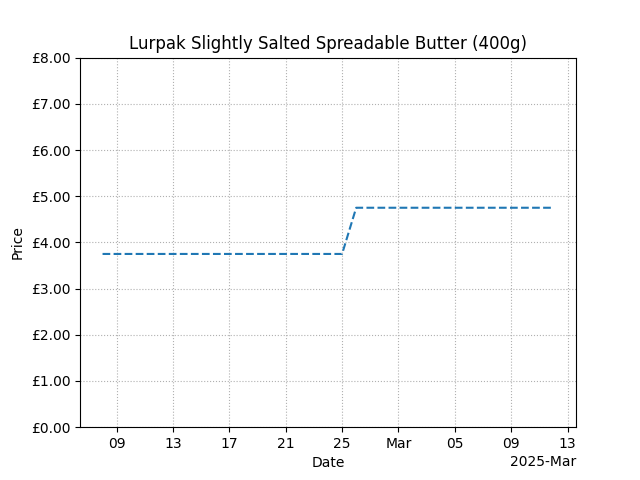 Lurpak Slightly Salted Spreadable Butter (400g)
£8.00
£7.00
£6.00
£5.00
£4.00
£3.00
£2.00
£1.00
£0.00
Price
09 13 17 21 25 Mar 05 09 13
Date
2025-Mar